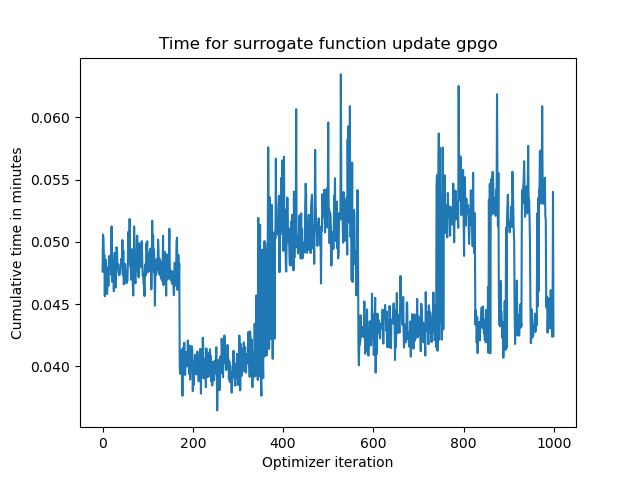 Time for surrogate function update gpgo
0.060
0.055
0.050
0.045
0.040
Cumulative time in minutes
0 200 400 600 800 1000
Optimizer iteration